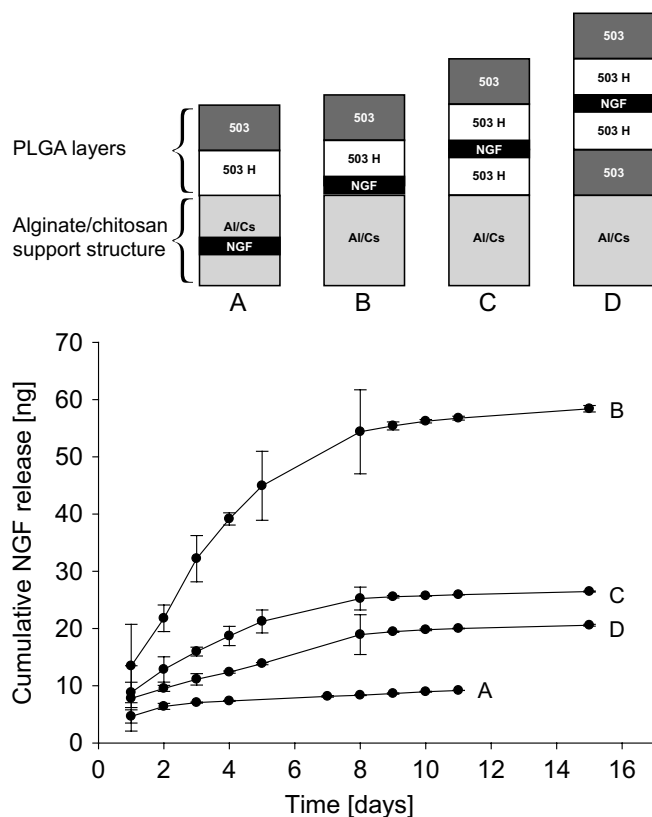 503
503
503
503
503 H
503 H
503 H
503 H
NGF
NGF
NGF
503 H
503 H
503
Al/Cs
NGF
Al/Cs
Al/Cs
Al/Cs
PLGA layers
Alginate/chitosan
support structure
A
B
C
D
Cumulative NGF release [ng]
70
60
50
40
30
20
10
0
B
C
D
A
0
2
4
6
8
10
12
14
16
Time [days]